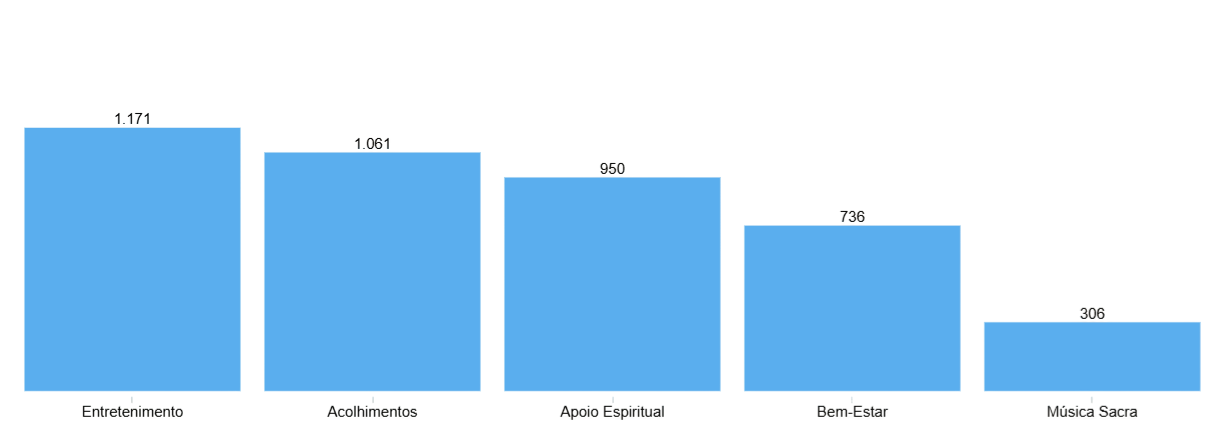 1.171
1.061
950
736
306
Entretenimento
Acolhimentos
Apoio Espiritual
Bem-Estar
Música Sacra